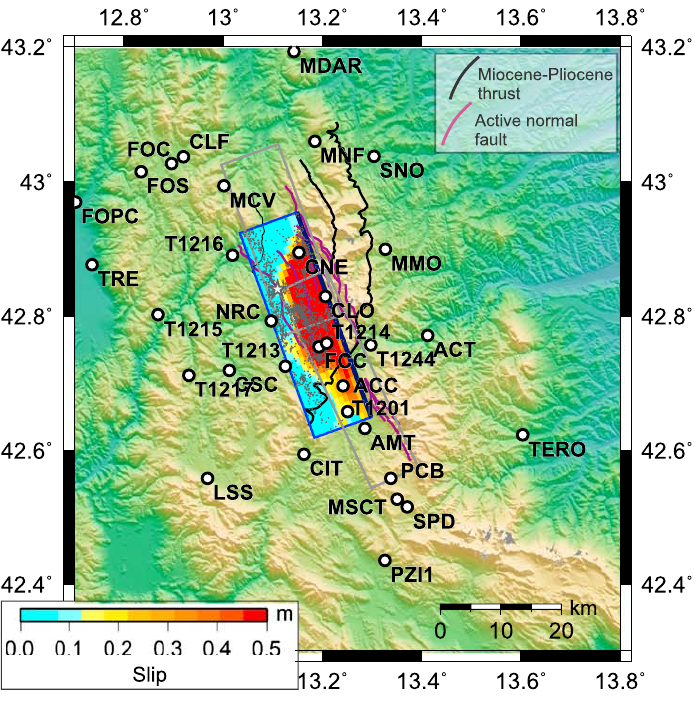 12.8° 13° 13.2° 13.4° 13.6° 13.8°
43.2° 43.2°
MDAR
Miocene-Pliocene
thrust
Active normal
fault
FOC CLF
MNF
SNO
FOS
43° 43°
MCV
FOPC
T1216
CNE
MMO
TRE
NRC
CLO
42.8° 42.8°
T1215
T1214
T1213
FCC
T1244
ACT
T1217
CSC
ACC
T1201
AMT
42.6° 42.6°
TERO
CIT
PCB
LSS
MSCT
SPD
PZI1
42.4° 42.4°
m
0.0 0.1 0.2 0.3 0.4 0.5
Slip
km
0 10 20
13.2° 13.4° 13.6° 13.8°